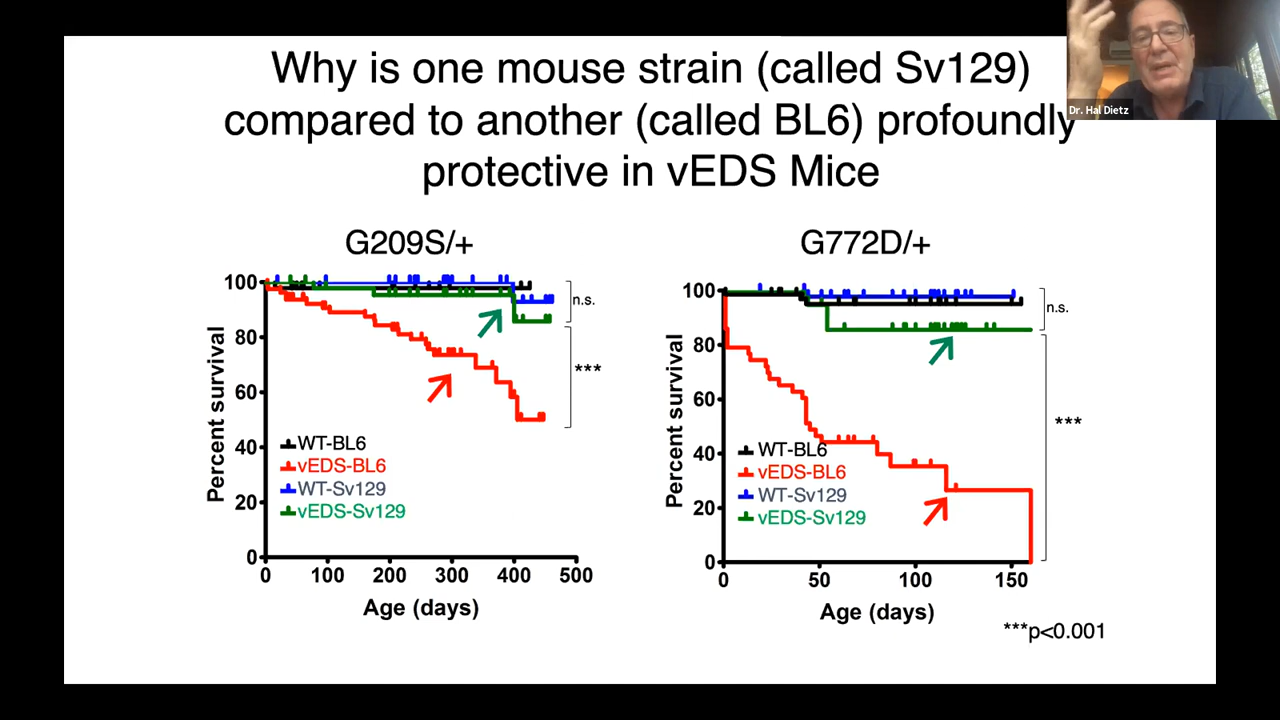 Why is one mouse strain (called Sv129)
compared to another (called BL6) profoundly
protective in vEDS Mice
Dr. Hal Dietz
G209S/+
Percent survival
100
80
60
40
20
0
0 100 200 300 400 500
Age (days)
WT-BL6
vEDS-BL6
WT-Sv129
vEDS-Sv129
n.s.
***
G772D/+
Percent survival
100
80
60
40
20
0
0 50 100 150
Age (days)
WT-BL6
vEDS-BL6
WT-Sv129
vEDS-Sv129
n.s.
***
***p<0.001